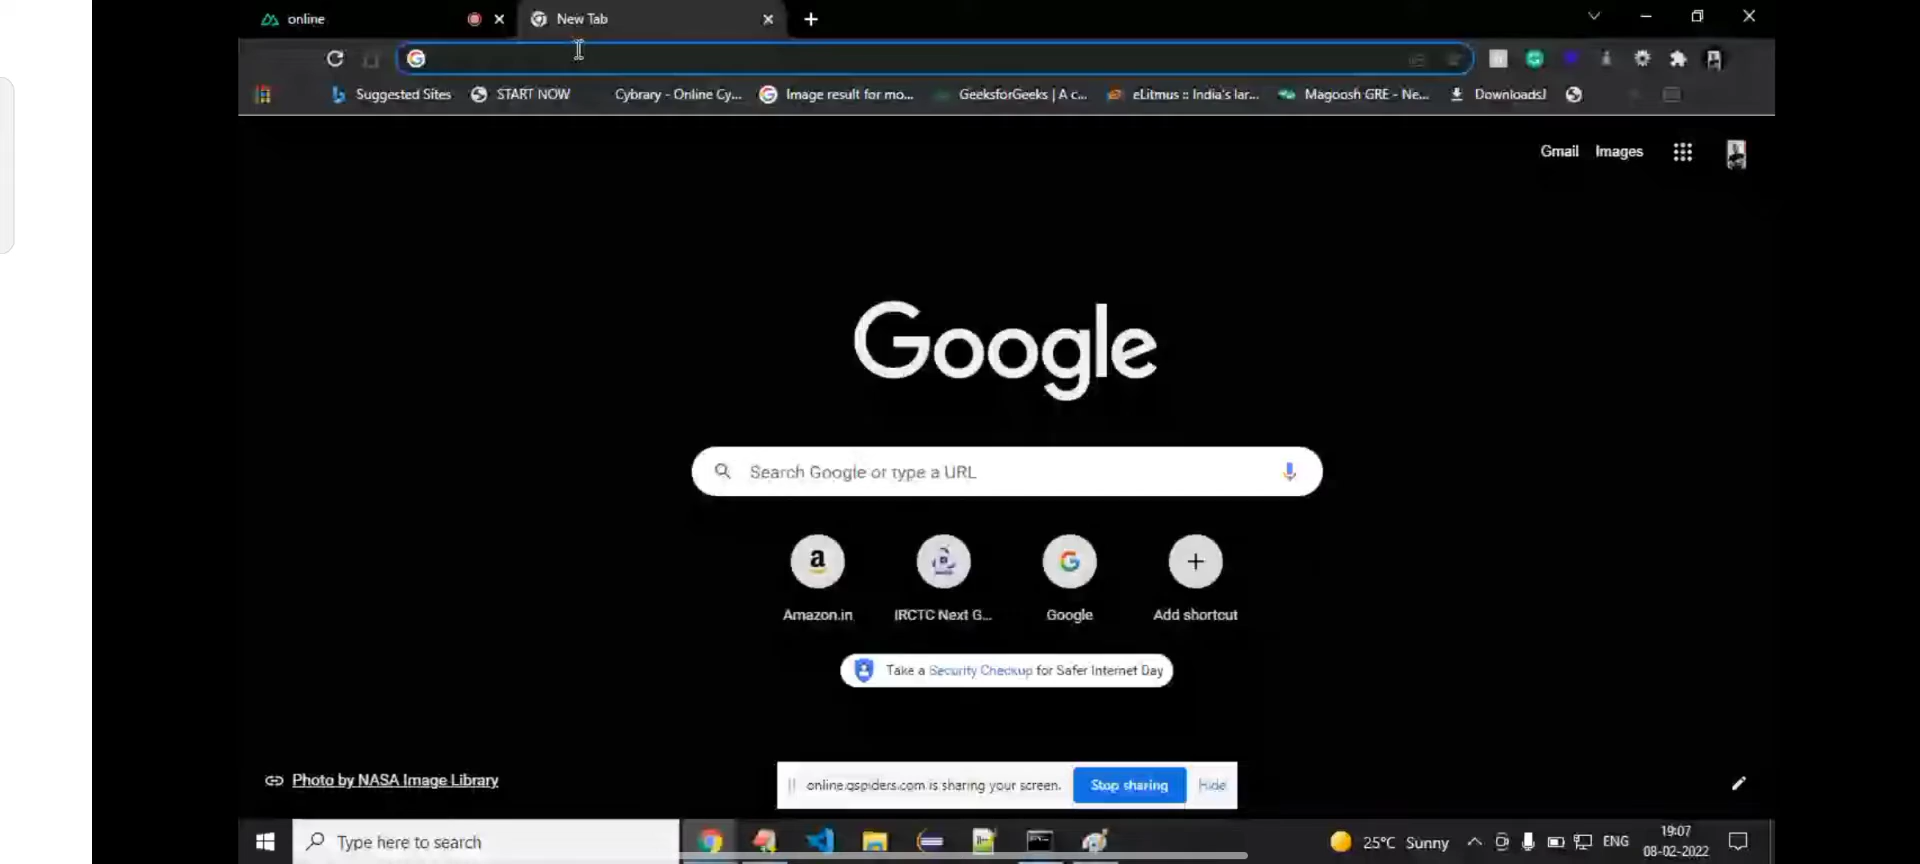 online
New Tab
Suggested Sites
START NOW
Cybrary - Online Cy...
Image result for mo...
GeeksforGeeks | A c...
eLitmus :: India's lar...
Magoosh GRE - Ne...
Downloads!
Gmail Images
Google
Search Google or type a URL
Amazon.in
IRCTC Next G...
Google
Add shortcut
Take a Security Checkup for Safer Internet Day
Photo by NASA Image Library
online.qspiders.com is sharing your screen. Stop sharing Hide
Type here to search
25°C Sunny
ENG
19:07
08-02-2022